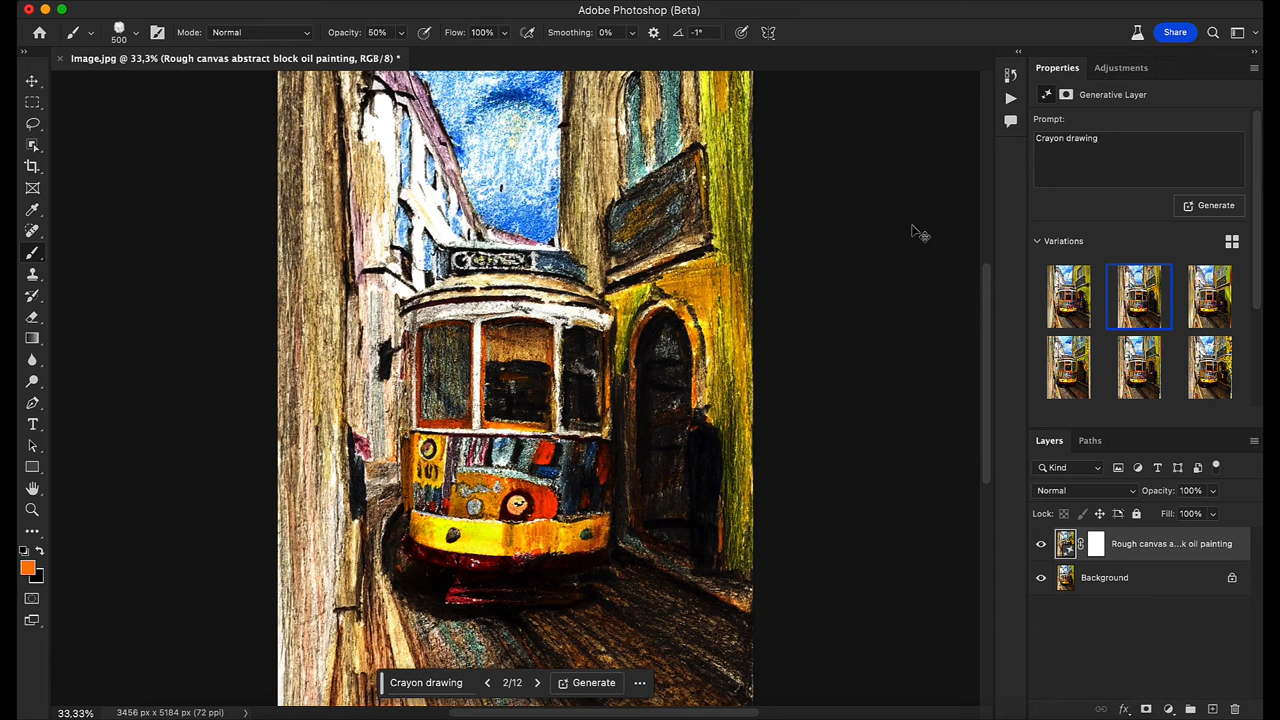 Adobe Photoshop (Beta)
500
Mode: Normal
Opacity: 50%
Flow: 100%
Smoothing: 0%
-1°
Share
Image.jpg @ 33,3% (Rough canvas abstract block oil painting, RGB/8) *
Properties
Adjustments
Generative Layer
Prompt:
Crayon drawing
Generate
Variations
Layers
Paths
Kind
Normal
Opacity: 100%
Lock:
Fill: 100%
Rough canvas a...k oil painting
Background
Crayon drawing
2/12
Generate
33,33%
3456 px x 5184 px (72 ppi)